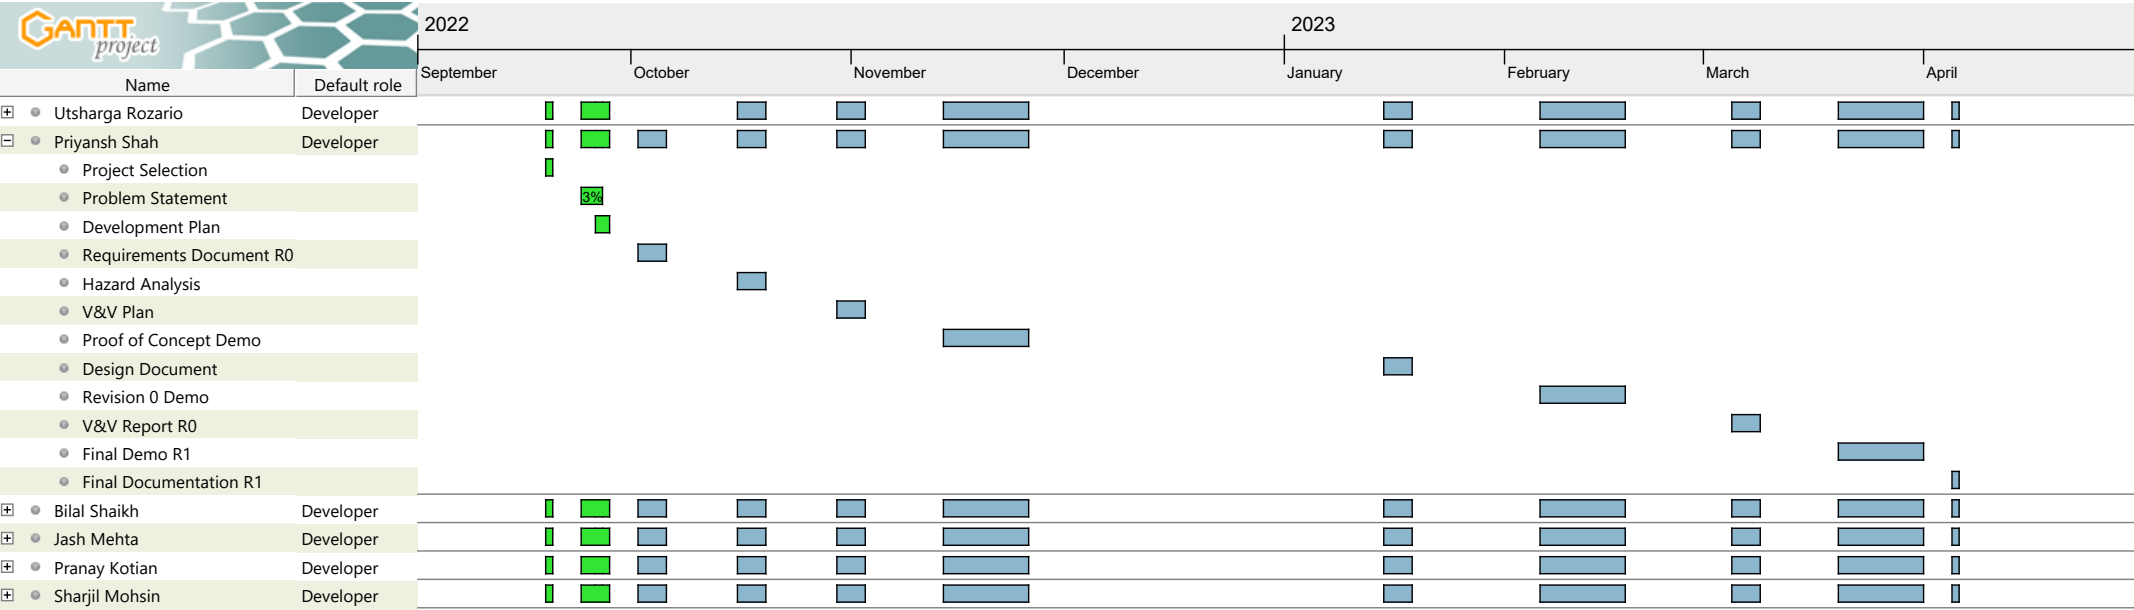 GANTT project
2022 2023
September October November December January February March April
Name Default role
Utsharga Rozario Developer
Priyansh Shah Developer
Project Selection
Problem Statement 3%
Development Plan
Requirements Document R0
Hazard Analysis
V&V Plan
Proof of Concept Demo
Design Document
Revision 0 Demo
V&V Report R0
Final Demo R1
Final Documentation R1
Bilal Shaikh Developer
Jash Mehta Developer
Pranay Kotian Developer
Sharjil Mohsin Developer